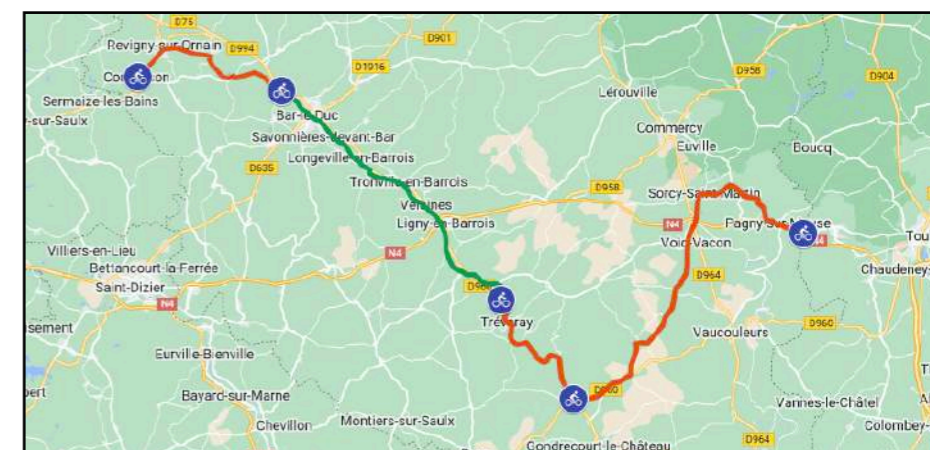 D75
D901
Revigny-sur-Ornain
D994
D1916
D958
D904
Sermaize-les-Bains
Lérouville
-sur-Saulx
Bar-le-Duc
Commercy
Savonnières-devant-Bar
Euville
Boucq
Longeville-en-Barrois
D635
Tronville-en-Barrois
D958
Sorcy-Saint-Martin
Velaines
Ligny-en-Barrois
N4
Pagny-sur-Meuse
Villiers-en-Lieu
N4
Void-Vacon
Tou
Bettancourt-la-Ferrée
D964
Chaudeney-
Saint-Dizier
N4
Tréveray
D960
Vaucouleurs
Eurville-Bienville
Bayard-sur-Marne
Vannes-le-Châtel
Chevillon
Montiers-sur-Saulx
Colombey-
D964
Gondrecourt-le-Château